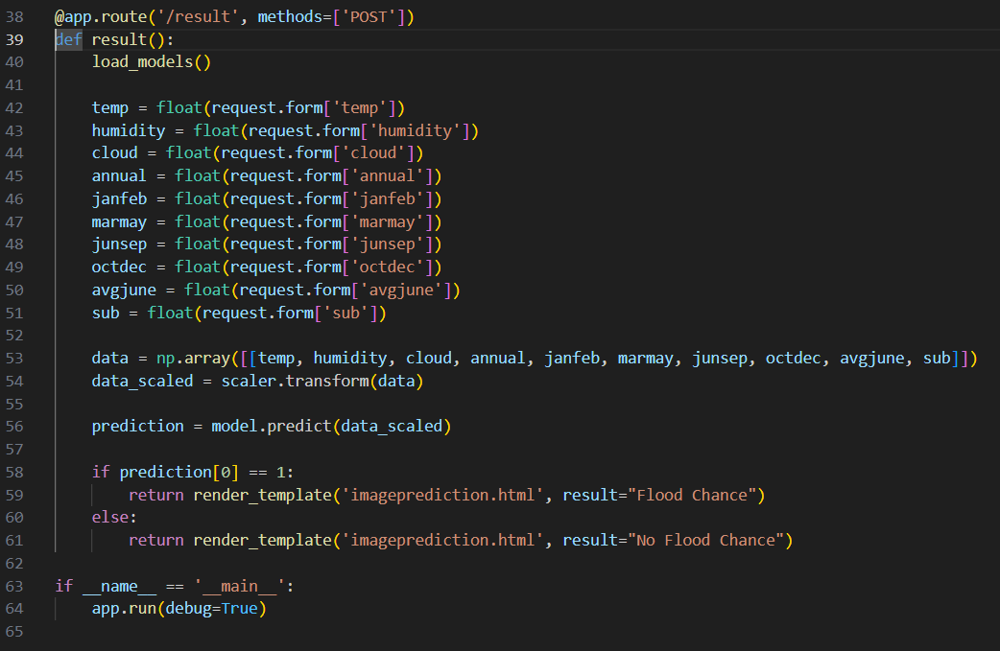 38 @app.route('/result', methods=['POST'])
39 def result():
40     load_models()
41
42     temp = float(request.form['temp'])
43     humidity = float(request.form['humidity'])
44     cloud = float(request.form['cloud'])
45     annual = float(request.form['annual'])
46     janfeb = float(request.form['janfeb'])
47     marmay = float(request.form['marmay'])
48     junsep = float(request.form['junsep'])
49     octdec = float(request.form['octdec'])
50     avgjune = float(request.form['avgjune'])
51     sub = float(request.form['sub'])
52
53     data = np.array([[temp, humidity, cloud, annual, janfeb, marmay, junsep, octdec, avgjune, sub]])
54     data_scaled = scaler.transform(data)
55
56     prediction = model.predict(data_scaled)
57
58     if prediction[0] == 1:
59         return render_template('imageprediction.html', result="Flood Chance")
60     else:
61         return render_template('imageprediction.html', result="No Flood Chance")
62
63 if __name__ == '__main__':
64     app.run(debug=True)
65